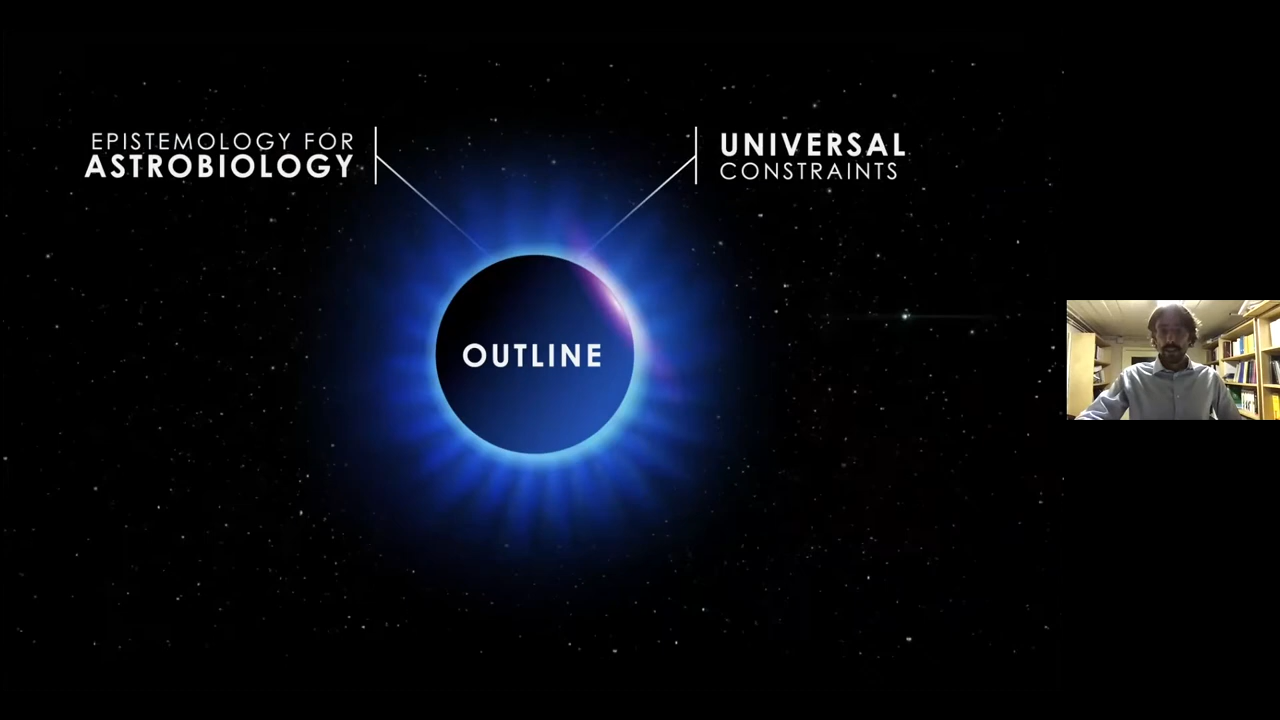 EPISTEMOLOGY FOR
ASTROBIOLOGY
UNIVERSAL
CONSTRAINTS
OUTLINE